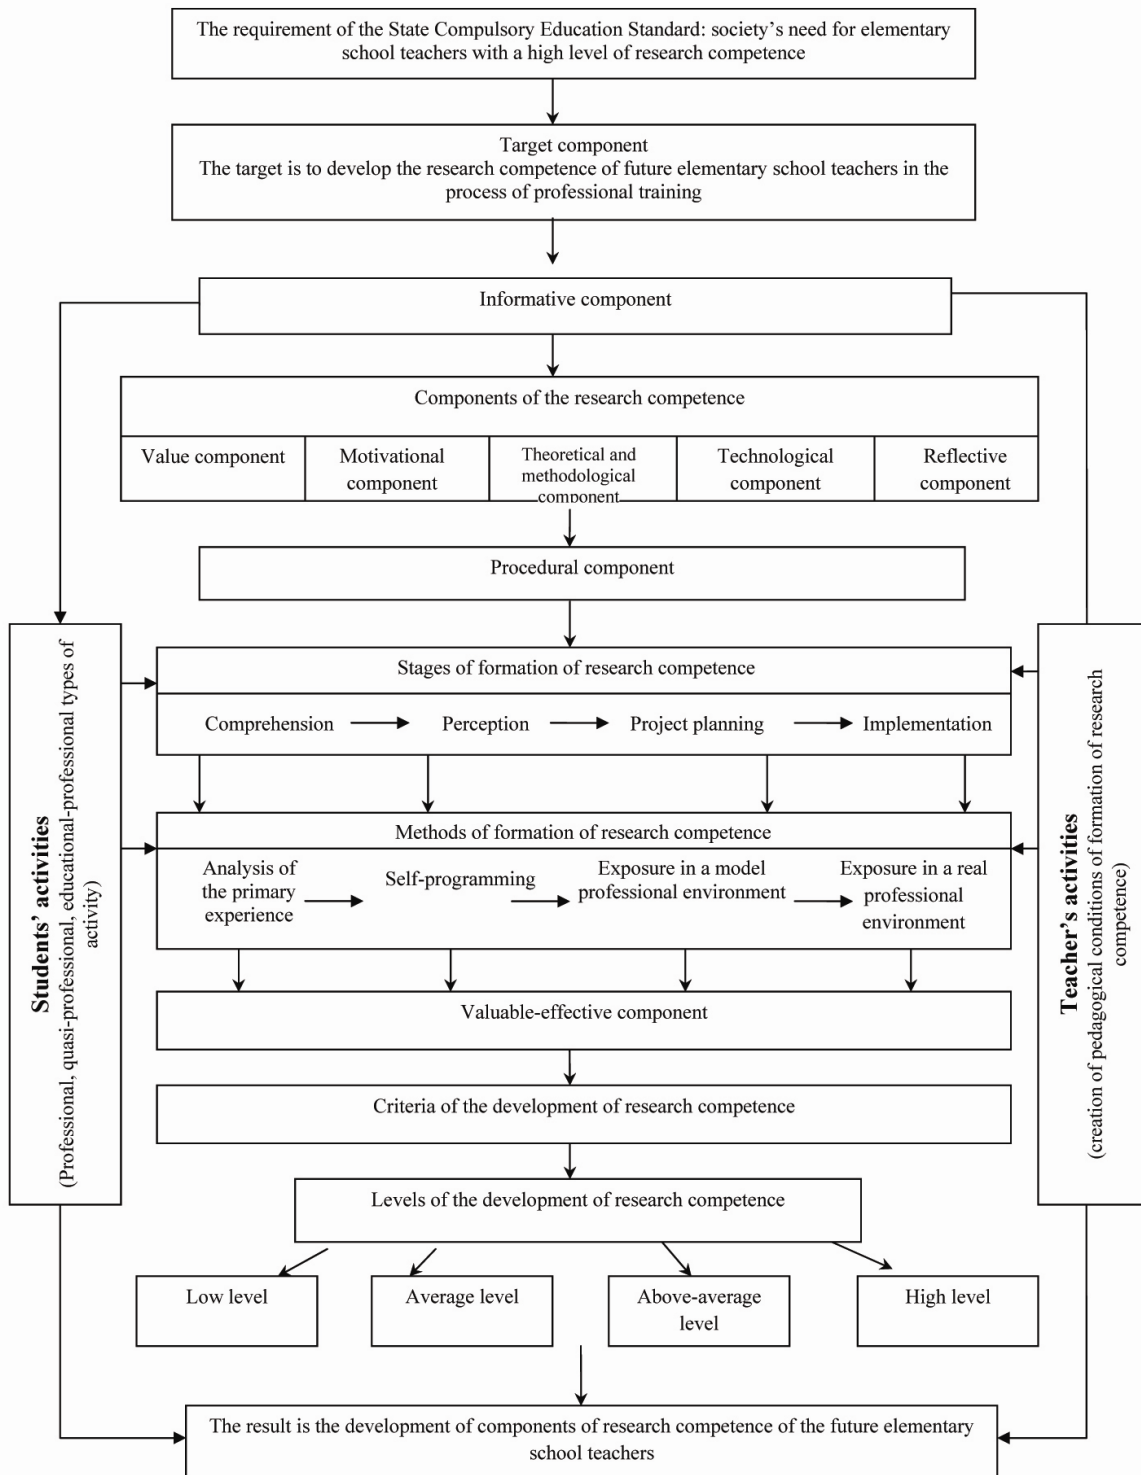 The requirement of the State Compulsory Education Standard: society’s need for elementary
school teachers with a high level of research competence
Target component
The target is to develop the research competence of future elementary school teachers in the
process of professional training
Informative component
Components of the research competence
Value component
Motivational
component
Theoretical and
methodological
component
Technological
component
Reflective
component
Procedural component
Students’ activities
(Professional, quasi-professional, educational-professional types of
activity)
Stages of formation of research competence
Comprehension
Perception
Project planning
Implementation
Methods of formation of research competence
Analysis of
the primary
experience
Self-programming
Exposure in a model
professional environment
Exposure in a real
professional
environment
Teacher’s activities
(creation of pedagogical conditions of formation of research
competence)
Valuable-effective component
Criteria of the development of research competence
Levels of the development of research competence
Low level
Average level
Above-average
level
High level
The result is the development of components of research competence of the future elementary
school teachers